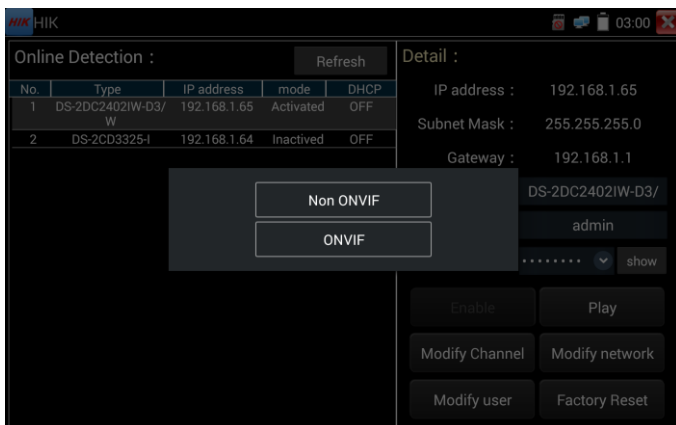 HIK HIK 03:00
Online Detection :
Refresh
No. Type IP address mode DHCP
1 DS-2DC2402IW-D3/ 192.168.1.65 Activated OFF
W
2 DS-2CD3325-I 192.168.1.64 Inactived OFF
Non ONVIF
ONVIF
Detail :
IP address : 192.168.1.65
Subnet Mask : 255.255.255.0
Gateway : 192.168.1.1
DS-2DC2402IW-D3/
admin
········ show
Enable Play
Modify Channel Modify network
Modify user Factory Reset